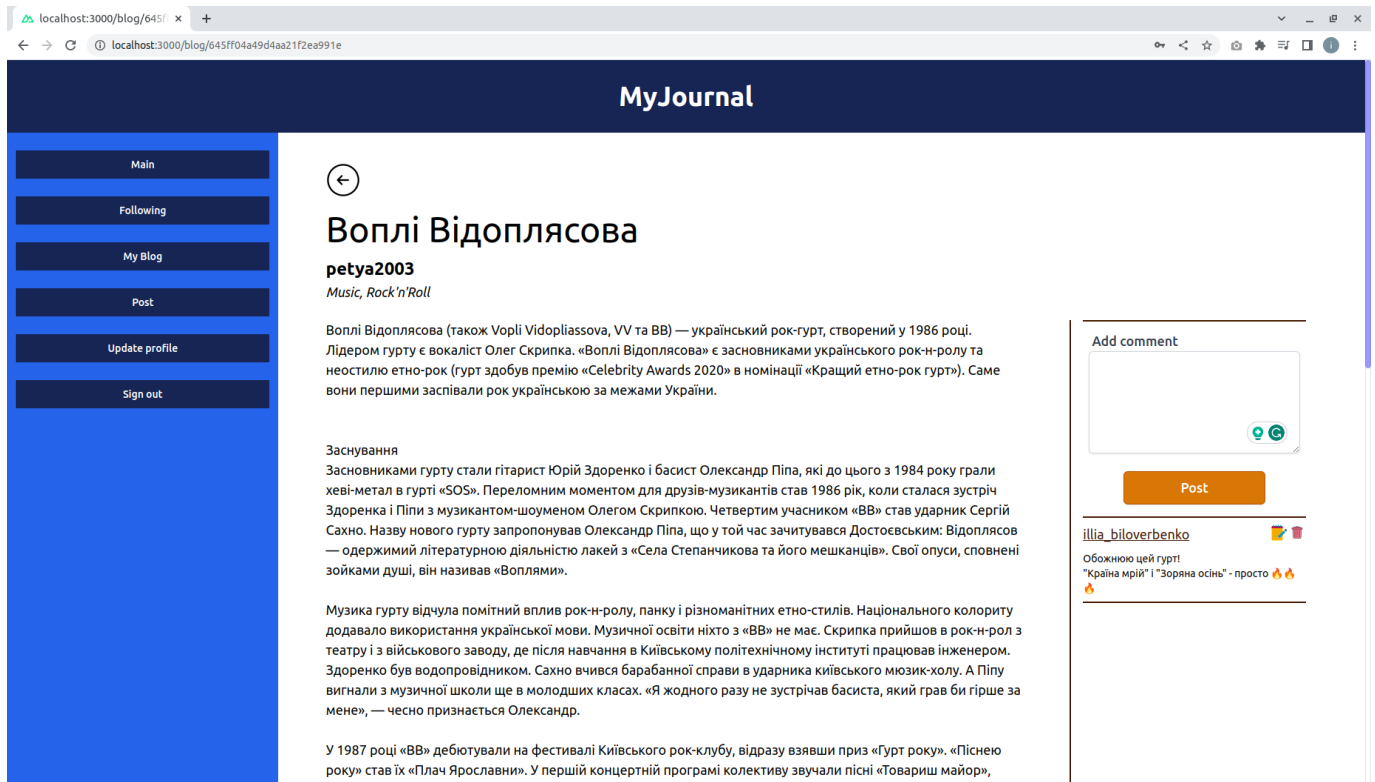 localhost:3000/blog/645f
localhost:3000/blog/645ff04a49d4aa21f2ea991e
MyJournal
Main
Following
My Blog
Post
Update profile
Sign out
Воплі Відоплясова
petya2003
Music, Rock'n'Roll
Воплі Відоплясова (також Vopli Vidopliassova, VV та ВВ) — український рок-гурт, створений у 1986 році.
Лідером гурту є вокаліст Олег Скрипка. «Воплі Відоплясова» є засновниками українського рок-н-ролу та
неостилю етно-рок (гурт здобув премію «Celebrity Awards 2020» в номінації «Кращий етно-рок гурт»). Саме
вони першими заспівали рок українською за межами України.
Заснування
Засновниками гурту стали гітарист Юрій Здоренко і басист Олександр Піпа, які до цього з 1984 року грали
хеві-метал в гурті «SOS». Переломним моментом для друзів-музикантів став 1986 рік, коли сталася зустріч
Здоренка і Піпи з музикантом-шоуменом Олегом Скрипкою. Четвертим учасником «ВВ» став ударник Сергій
Сахно. Назву нового гурту запропонував Олександр Піпа, що у той час зачитувався Достоєвським: Відоплясов
— одержимий літературною діяльністю лакей з «Села Степанчикова та його мешканців». Свої опуси, сповнені
зойками душі, він називав «Воплями».
Музика гурту відчула помітний вплив рок-н-ролу, панку і різноманітних етно-стилів. Національного колориту
додавало використання української мови. Музичної освіти ніхто з «ВВ» не має. Скрипка прийшов в рок-н-рол з
театру і з військового заводу, де після навчання в Київському політехнічному інституті працював інженером.
Здоренко був водопровідником. Сахно вчився барабанної справи в ударника київського мюзик-холу. А Піпу
вигнали з музичної школи ще в молодших класах. «Я жодного разу не зустрічав басиста, який грав би гірше за
мене», — чесно признається Олександр.
У 1987 році «ВВ» дебютували на фестивалі Київського рок-клубу, відразу взявши приз «Гурт року». «Піснею
року» став їх «Плач Ярославни». У першій концертній програмі колективу звучали пісні «Товариш майор»,
Add comment
Post
illia_biloverbenko
Обожнюю цей гурт!
"Країна мрій" і "Зоряна осінь" - просто 🔥🔥
🔥